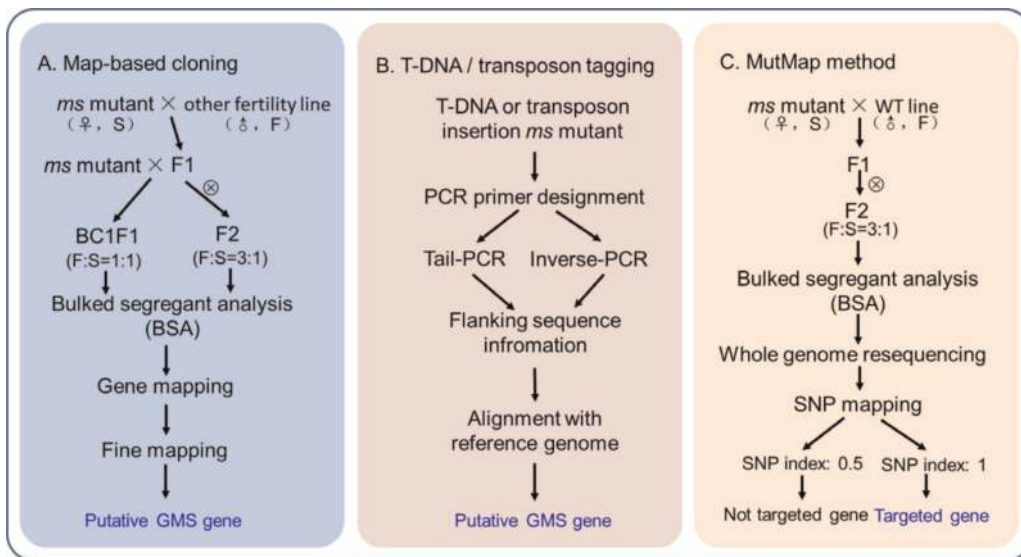 A. Map-based cloning
ms mutant × other fertility line
(♀, S) (♂, F)
ms mutant × F1
⊗
BC1F1 F2
(F:S=1:1) (F:S=3:1)
Bulked segregant analysis
(BSA)
Gene mapping
Fine mapping
Putative GMS gene
B. T-DNA / transposon tagging
T-DNA or transposon
insertion ms mutant
PCR primer designment
Tail-PCR Inverse-PCR
Flanking sequence
infromation
Alignment with
reference genome
Putative GMS gene
C. MutMap method
ms mutant × WT line
(♀, S) (♂, F)
F1
⊗
F2
(F:S=3:1)
Bulked segregant analysis
(BSA)
Whole genome resequencing
SNP mapping
SNP index: 0.5 SNP index: 1
Not targeted gene Targeted gene